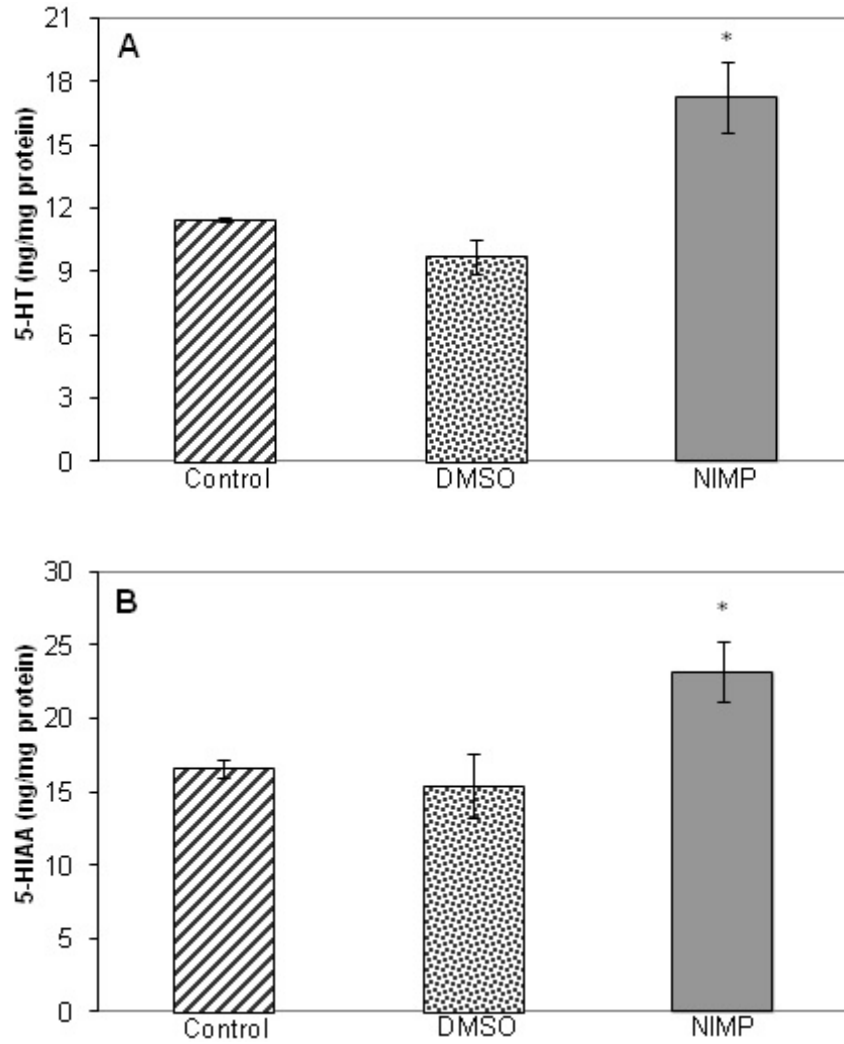 A
5-HT (ng/mg protein)
21
18
15
12
9
6
3
0
*
Control DMSO NIMP
B
5-HIAA (ng/mg protein)
30
25
20
15
10
5
0
*
Control DMSO NIMP